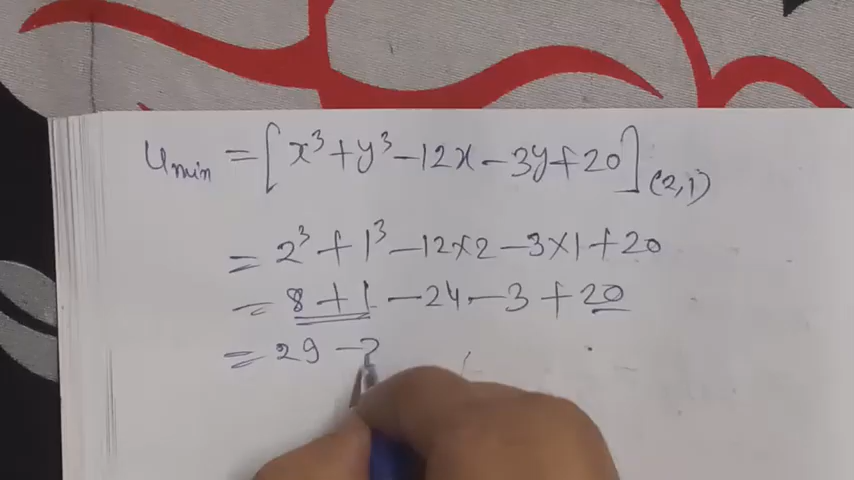 u_min = [x³ + y³ - 12x - 3y + 20](2,1)
= 2³ + 1³ - 12×2 - 3×1 + 20
= 8 + 1 - 24 - 3 + 20
= 29 - 2